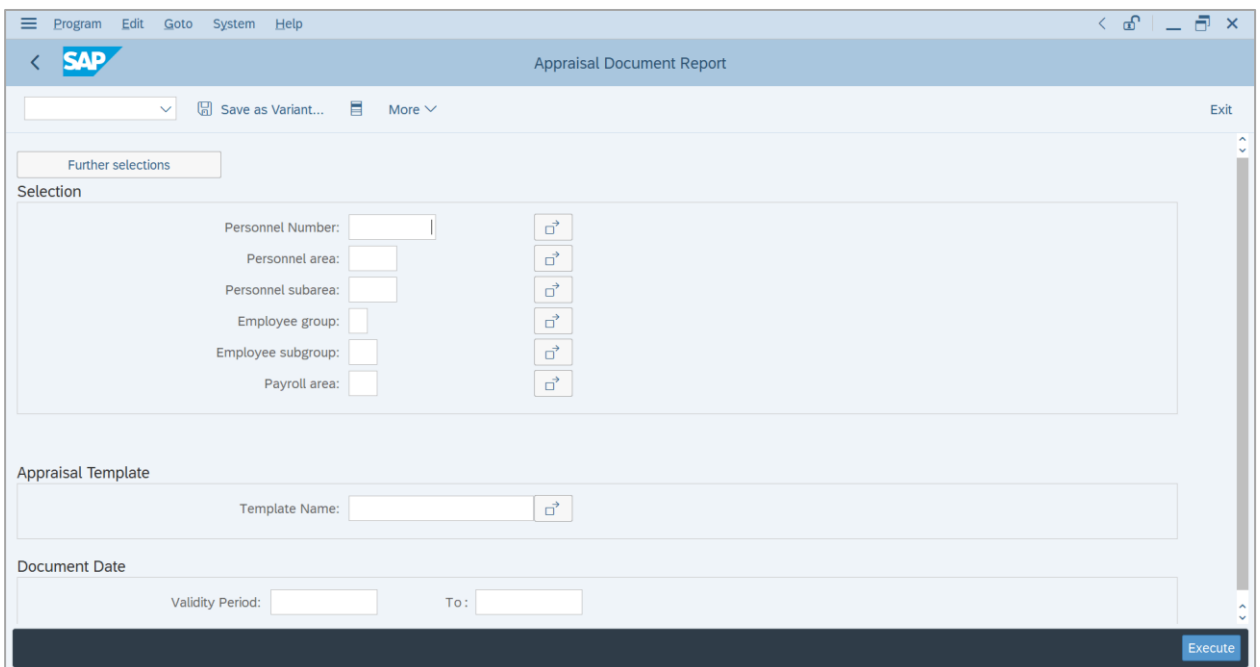 Program Edit Goto System Help
SAP Appraisal Document Report
Save as Variant... More Exit
Further selections
Selection
Personnel Number:
Personnel area:
Personnel subarea:
Employee group:
Employee subgroup:
Payroll area:
Appraisal Template
Template Name:
Document Date
Validity Period: To:
Execute